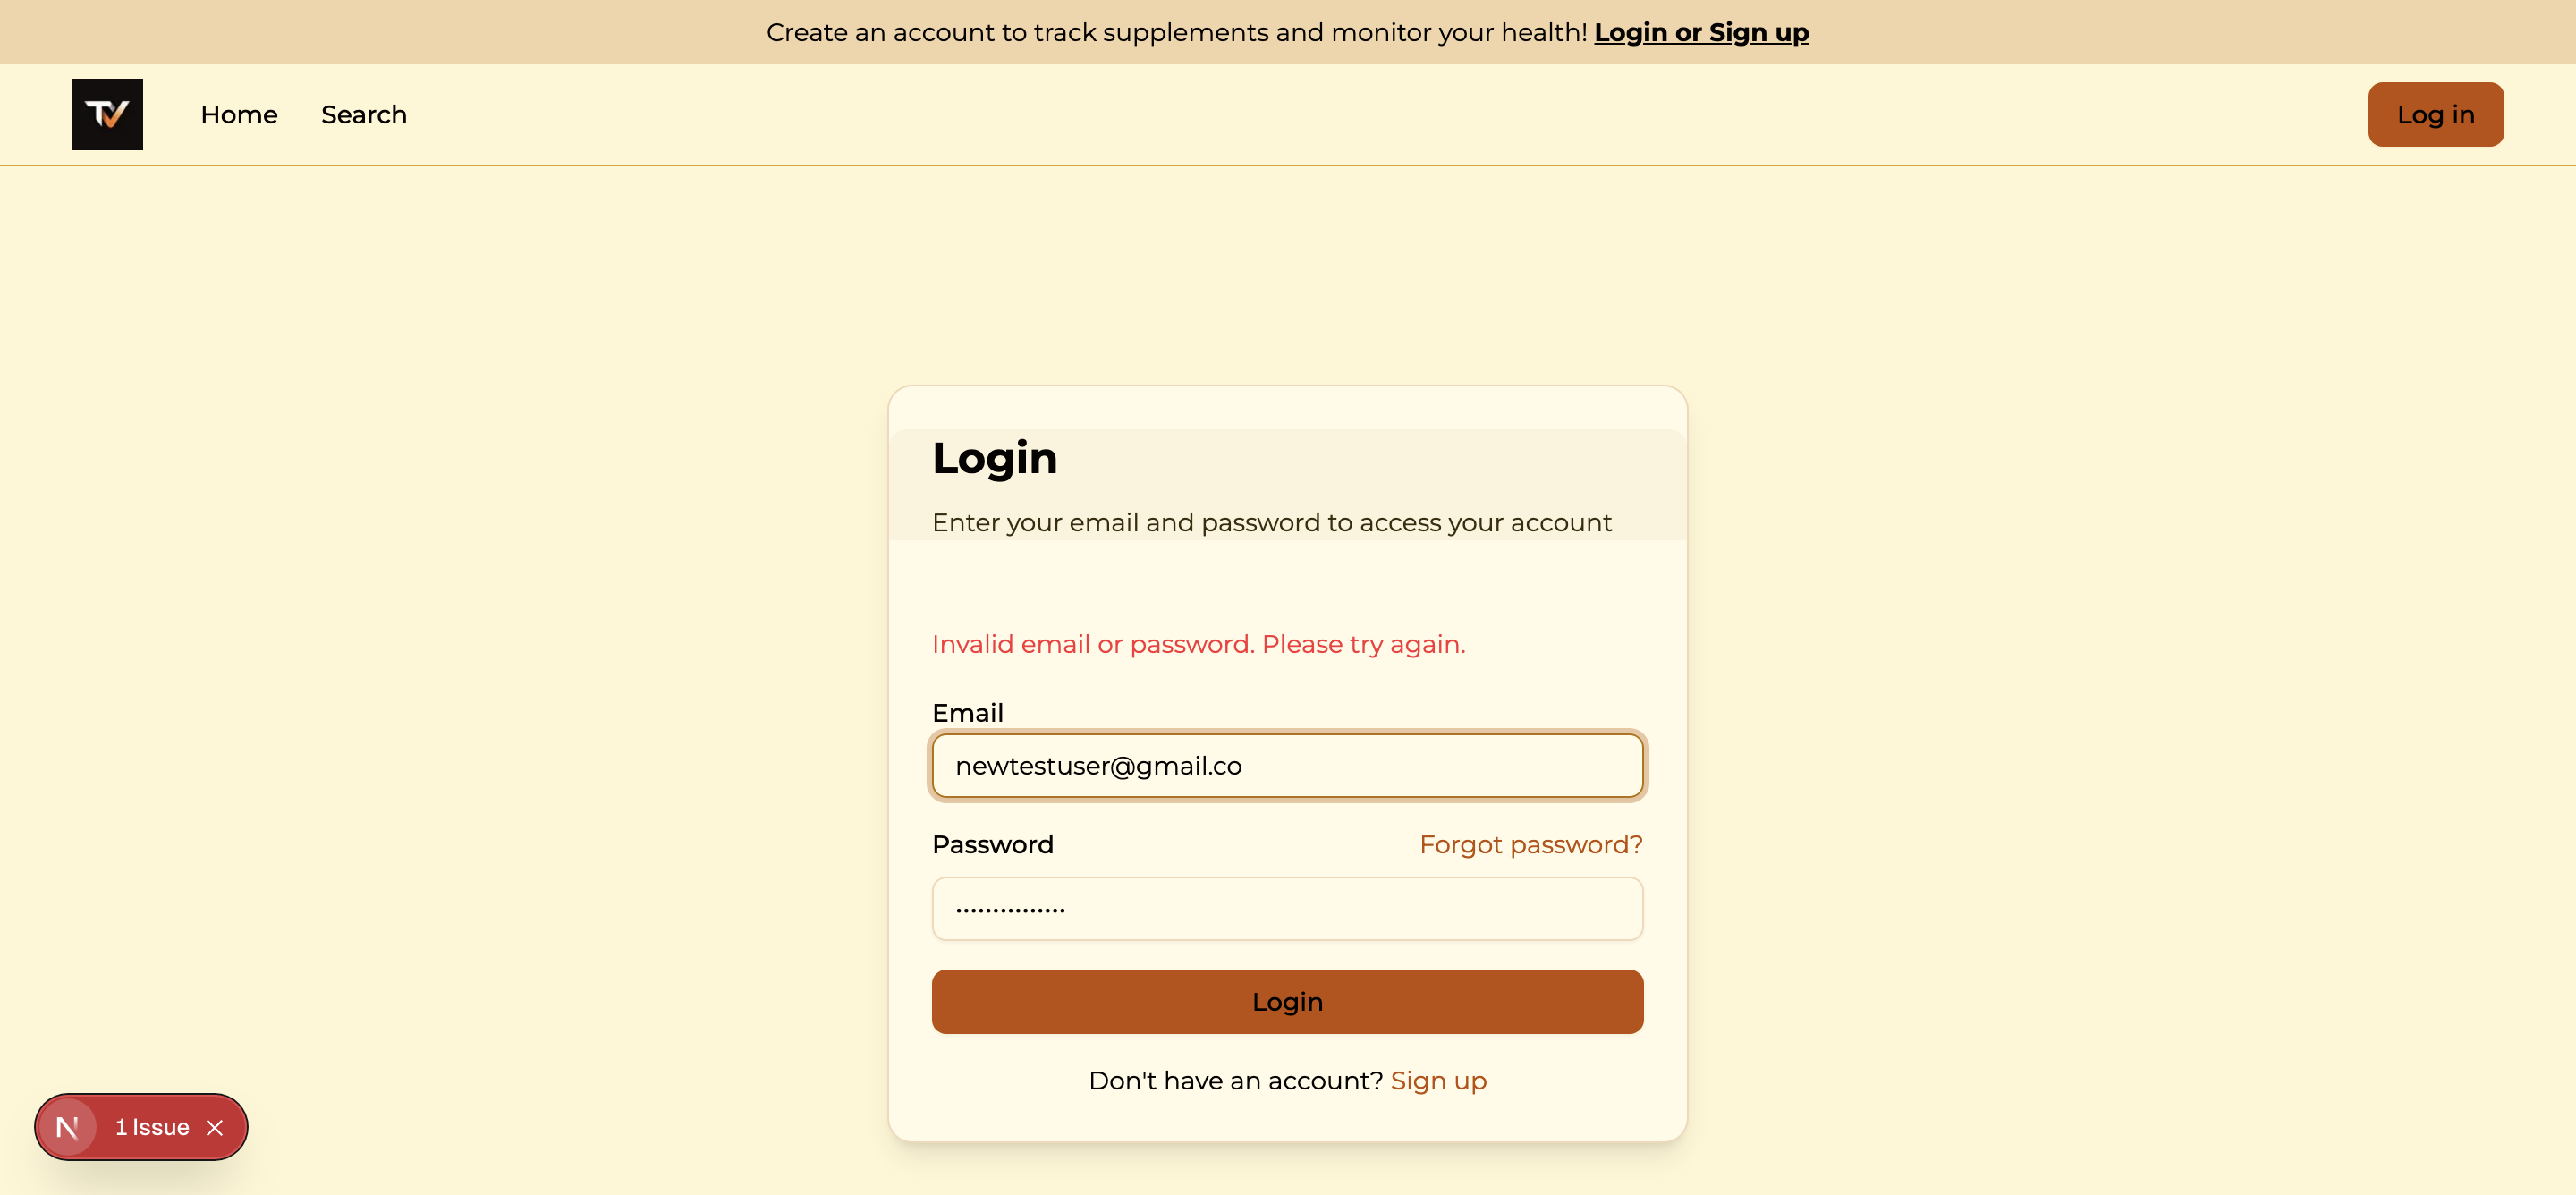 Create an account to track supplements and monitor your health! Login or Sign up
TV
Home Search Log in
Login
Enter your email and password to access your account
Invalid email or password. Please try again.
Email
newtestuser@gmail.co
Password Forgot password?
•••••••••••••••
Login
Don't have an account? Sign up
N 1 Issue